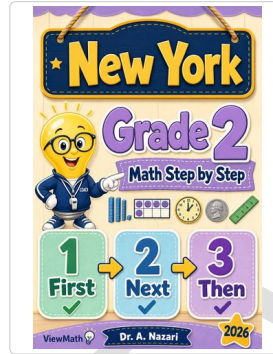 New York
Grade 2
Math Step by Step
1
First
2
Next
3
Then
ViewMath
Dr. A. Nazari
2026